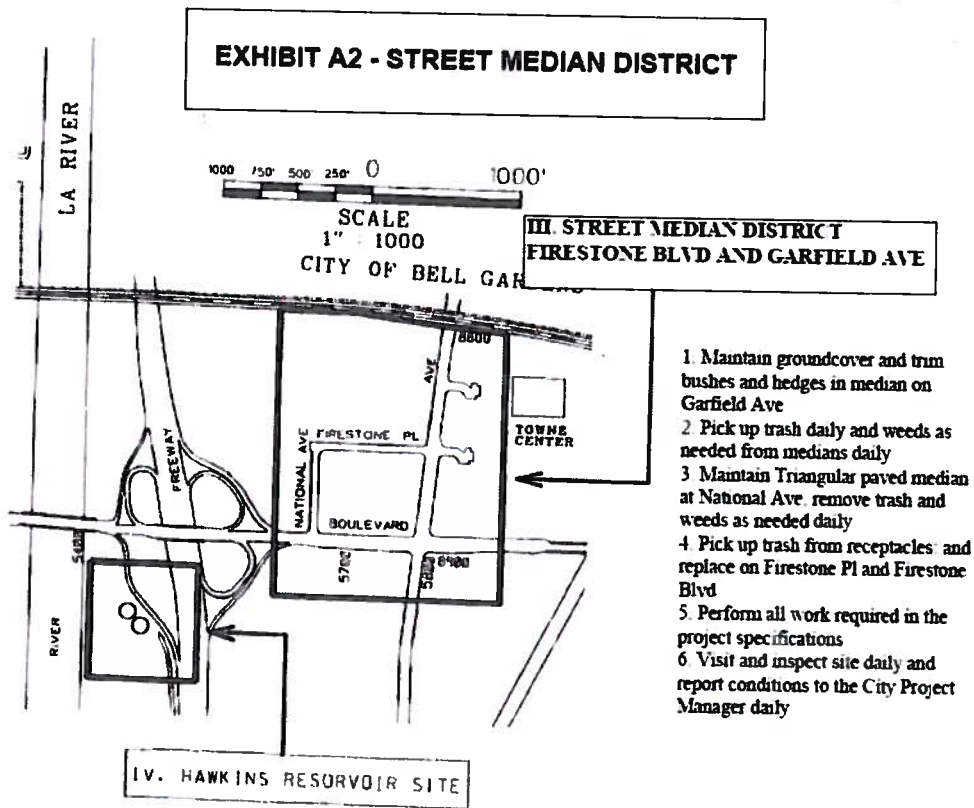 EXHIBIT A2 - STREET MEDIAN DISTRICT
LA RIVER
1000 750' 500' 250' 0 1000'
SCALE
1" 1000
CITY OF BELL
III. STREET MEDIAN DISTRICT
FIRESTONE BLVD AND GARFIELD AVE
8800
AVE
TOWNE
CENTER
FIRESTONE PL
NATIONAL AVE
FREEWAY
BOULEVARD
5400
5700
5800
8900
RIVER
1. Maintain groundcover and trim
bushes and hedges in median on
Garfield Ave
2. Pick up trash daily and weeds as
needed from medians daily
3. Maintain Triangular paved median
at National Ave. remove trash and
weeds as needed daily
4. Pick up trash from receptacles and
replace on Firestone Pl and Firestone
Blvd
5. Perform all work required in the
project specifications
6. Visit and inspect site daily and
report conditions to the City Project
Manager daily
IV. HAWKINS RESORVOIR SITE